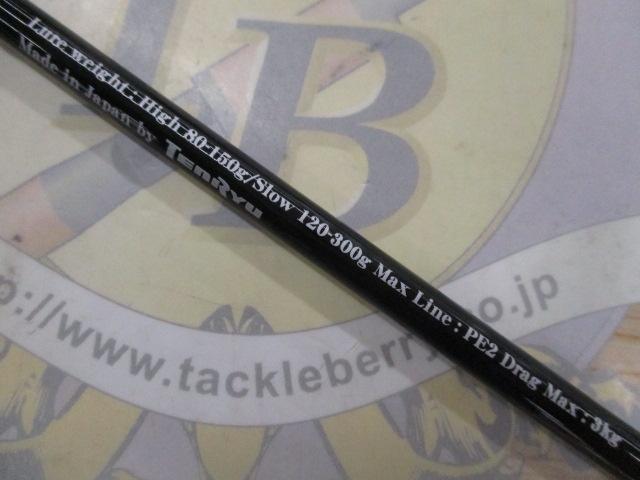 Lure weight : High 80-150g/Slow 120-300g Max Line : PE2 Drag Max : 3kg
Made in Japan by TENRYU
B
p://www.tackleberry.co.jp